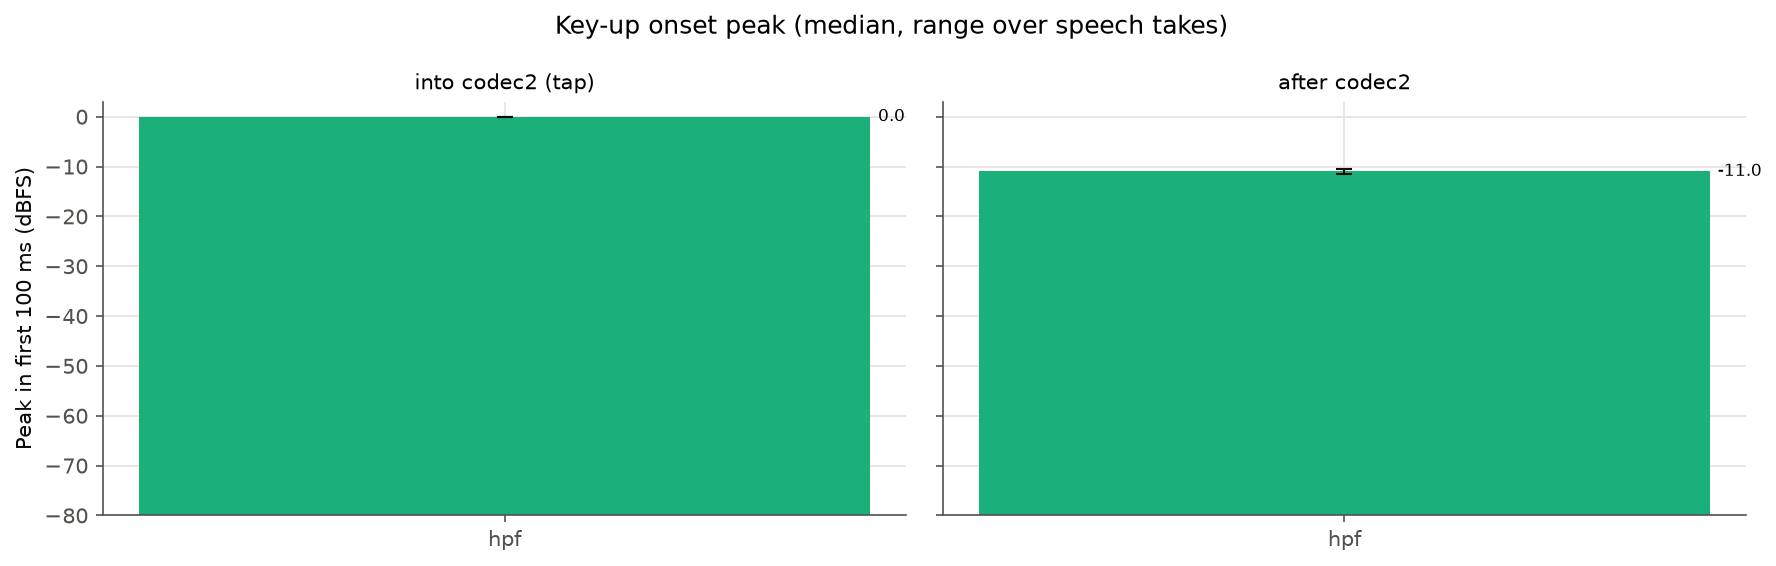 Key-up onset peak (median, range over speech takes)
into codec2 (tap)
after codec2
Peak in first 100 ms (dBFS)
0
−10
−20
−30
−40
−50
−60
−70
−80
0.0
-11.0
hpf
hpf